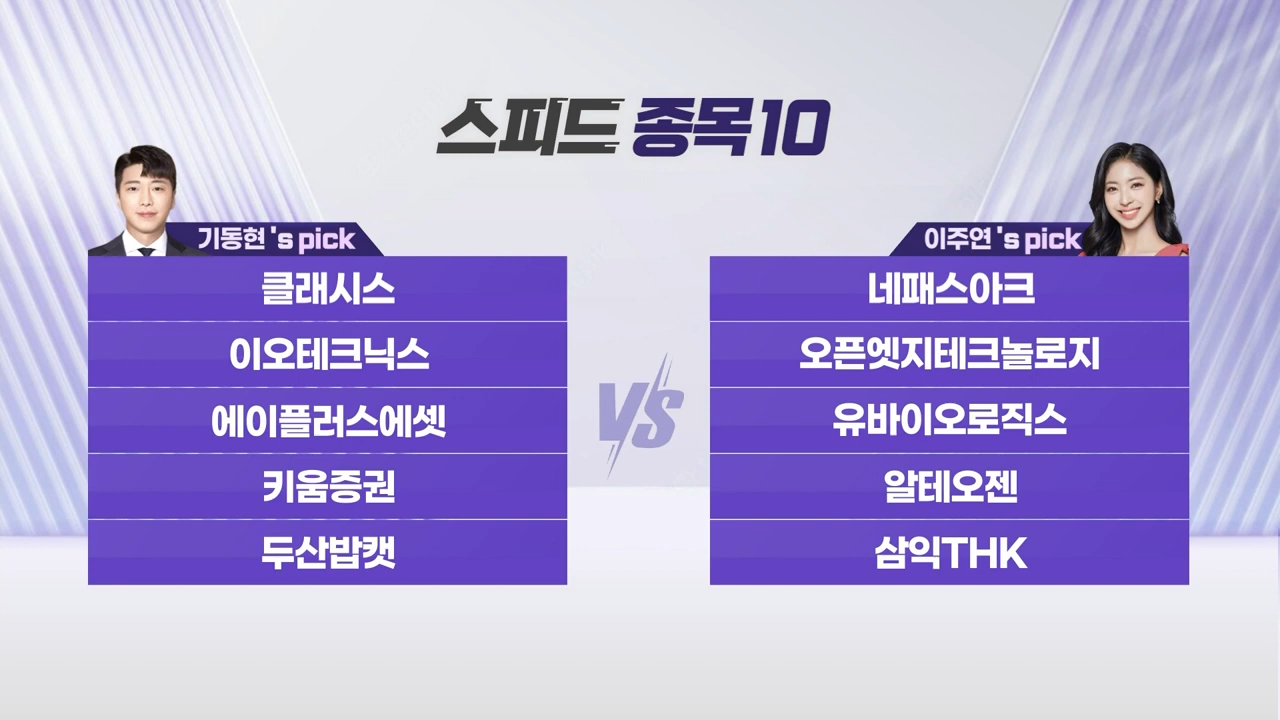 스피드 종목10
기동현's pick
클래시스
이오테크닉스
에이플러스에셋
키움증권
두산밥캣
VS
이주연's pick
네패스아크
오픈엣지테크놀로지
유바이오로직스
알테오젠
삼익THK